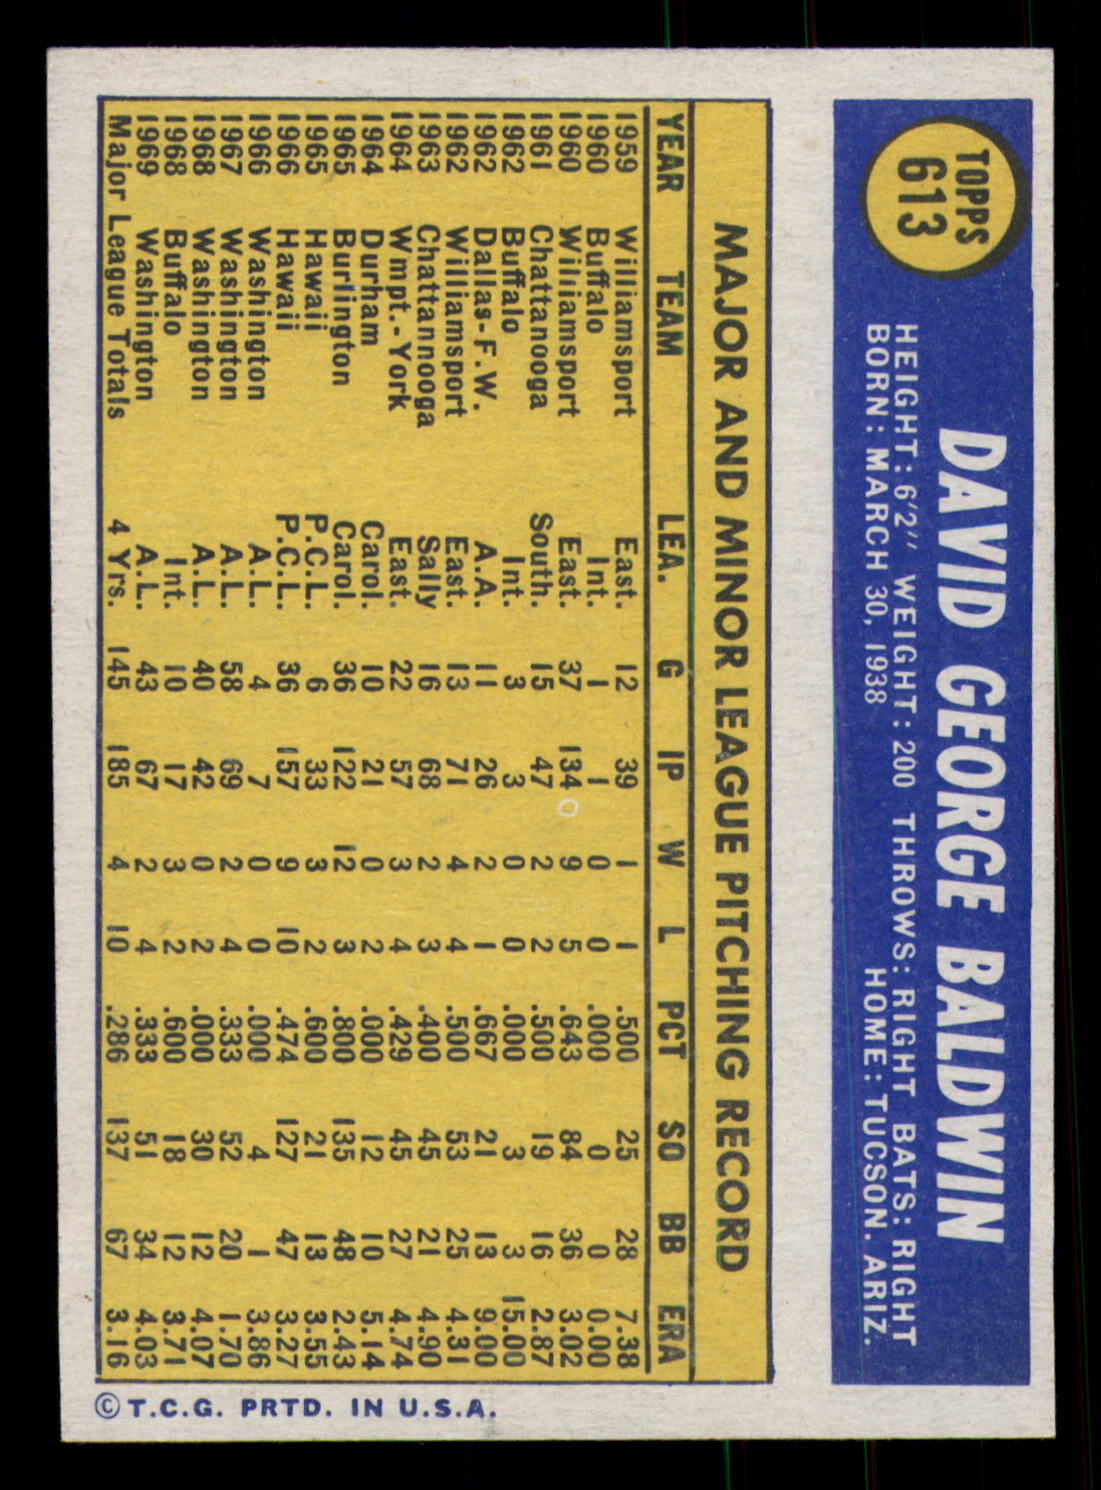 TOPPS
613
DAVID GEORGE BALDWIN
HEIGHT: 6'2" WEIGHT: 200 THROWS: RIGHT BATS: RIGHT
BORN: MARCH 30, 1938 HOME: TUCSON, ARIZ.
MAJOR AND MINOR LEAGUE PITCHING RECORD
YEAR TEAM LEA. G IP W L PCT SO BB ERA
1959 Williamsport East. 12 39 1 1 .500 25 28 7.38
1960 Buffalo Int. 1 1 0 0 .000 0 0 0.00
1960 Williamsport East. 37 134 9 5 .643 84 36 3.02
1961 Chattanooga South. 15 47 2 2 .500 19 16 2.87
1962 Buffalo Int. 3 3 0 0 .000 3 3 15.00
1962 Dallas-F.W. A.A. 11 26 2 1 .667 21 13 9.00
1962 Williamsport East. 13 71 4 4 .500 53 25 4.31
1963 Chattannooga Sally 16 68 2 3 .400 45 21 4.90
1964 Wmpt.-York East. 22 57 3 4 .429 45 27 4.74
1964 Durham Carol. 10 21 0 2 .000 12 10 5.14
1965 Burlington Carol. 36 122 12 3 .800 135 48 2.43
1965 Hawaii P.C.L. 6 33 3 2 .600 21 13 3.55
1966 Hawaii P.C.L. 36 157 9 10 .474 127 47 3.27
1966 Washington A.L. 4 7 0 0 .000 4 1 3.86
1967 Washington A.L. 58 69 2 4 .333 52 20 1.70
1968 Washington A.L. 40 42 0 2 .000 30 12 4.07
1968 Buffalo Int. 10 17 3 2 .600 18 12 3.71
1969 Washington A.L. 43 67 2 4 .333 51 34 4.03
Major League Totals 4 Yrs. 145 185 4 10 .286 137 67 3.16
© T.C.G. PRTD. IN U.S.A.